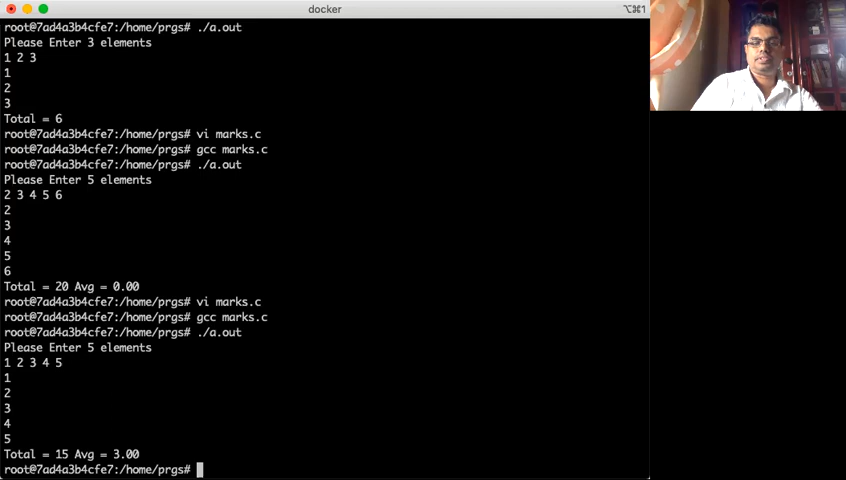 docker
⌥⌘1
root@7ad4a3b4cfe7:/home/prgs# ./a.out
Please Enter 3 elements
1 2 3
1
2
3
Total = 6
root@7ad4a3b4cfe7:/home/prgs# vi marks.c
root@7ad4a3b4cfe7:/home/prgs# gcc marks.c
root@7ad4a3b4cfe7:/home/prgs# ./a.out
Please Enter 5 elements
2 3 4 5 6
2
3
4
5
6
Total = 20 Avg = 0.00
root@7ad4a3b4cfe7:/home/prgs# vi marks.c
root@7ad4a3b4cfe7:/home/prgs# gcc marks.c
root@7ad4a3b4cfe7:/home/prgs# ./a.out
Please Enter 5 elements
1 2 3 4 5
1
2
3
4
5
Total = 15 Avg = 3.00
root@7ad4a3b4cfe7:/home/prgs#